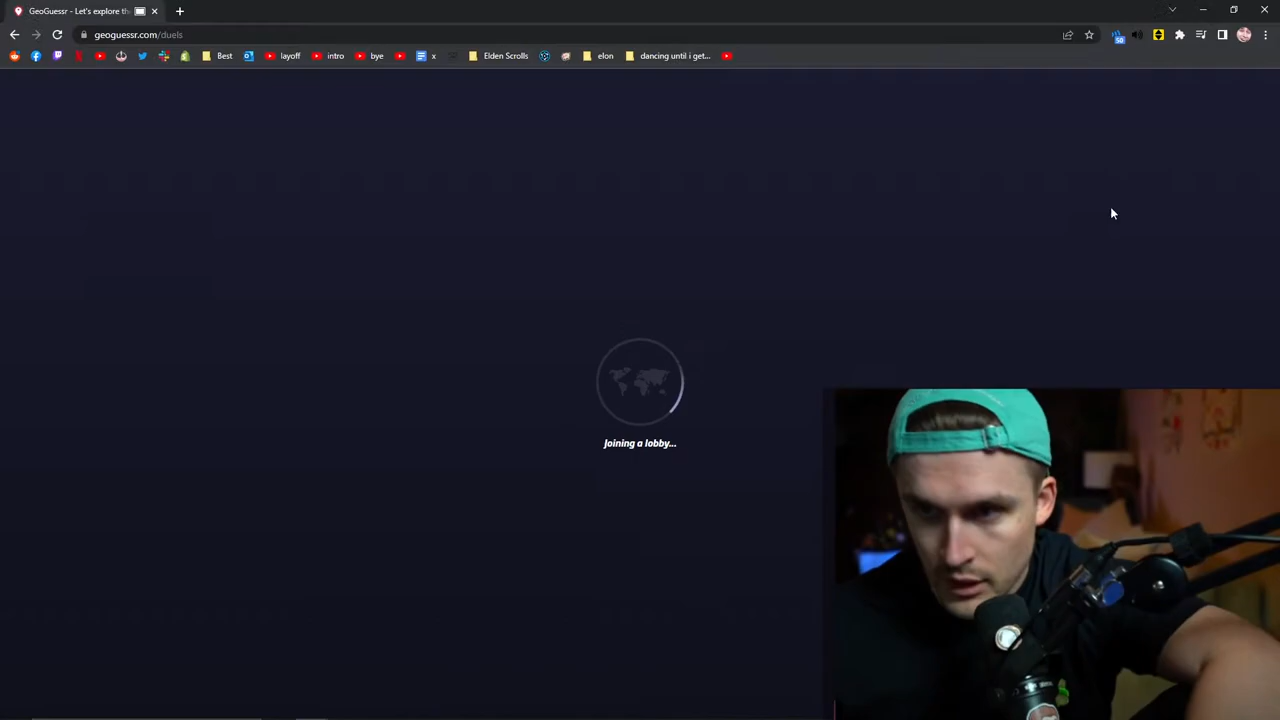 GeoGuessr - Let's explore th
geoguessr.com/duels
50
Best
layoff
intro
bye
x
Elden Scrolls
elon
dancing until i get...
Joining a lobby...